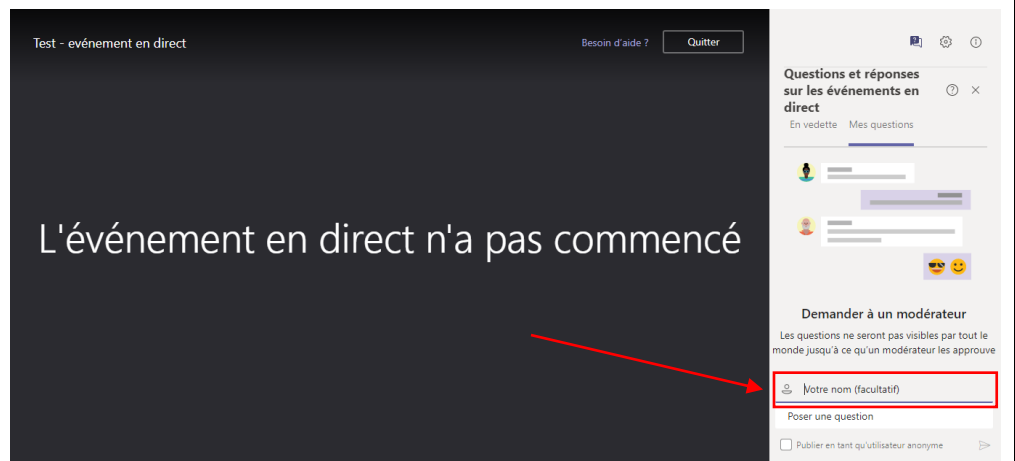 Test - evénement en direct
Besoin d'aide ?
Quitter
L'événement en direct n'a pas commencé
Questions et réponses
sur les événements en
direct
En vedette Mes questions
Demander à un modérateur
Les questions ne seront pas visibles par tout le
monde jusqu'à ce qu'un modérateur les approuve
Votre nom (facultatif)
Poser une question
Publier en tant qu'utilisateur anonyme